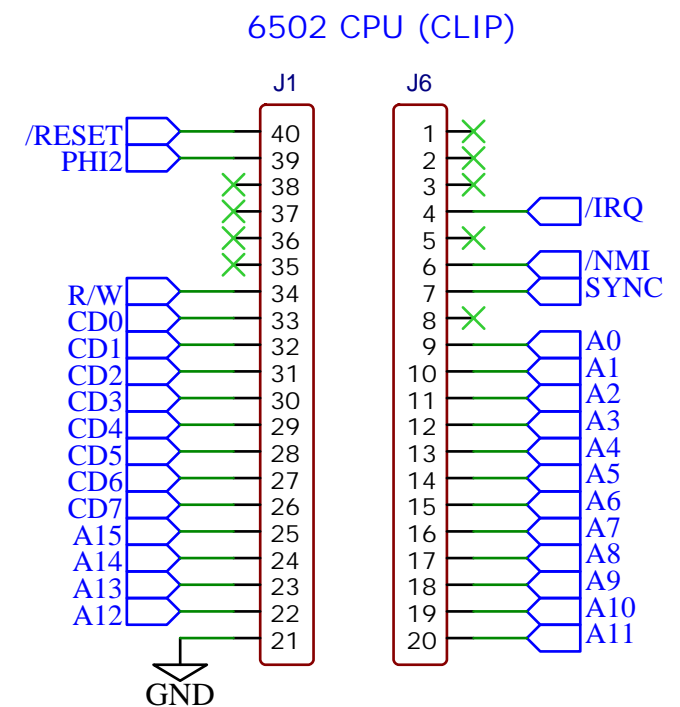 6502 CPU (CLIP)
J1
J6
/RESET 40
PHI2 39
38
37
36
35
R/W 34
CD0 33
CD1 32
CD2 31
CD3 30
CD4 29
CD5 28
CD6 27
CD7 26
A15 25
A14 24
A13 23
A12 22
21
GND
1
2
3
4 /IRQ
5
6 /NMI
7 SYNC
8
9 A0
10 A1
11 A2
12 A3
13 A4
14 A5
15 A6
16 A7
17 A8
18 A9
19 A10
20 A11